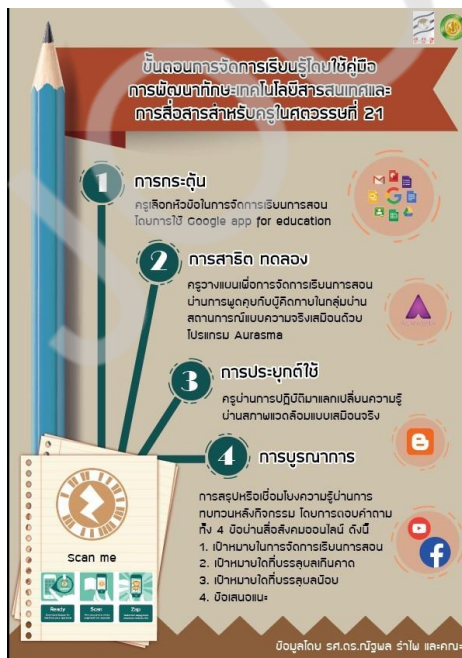 ขั้นตอนการจัดการเรียนรู้โดยใช้คู่มือ
การพัฒนาทักษะเทคโนโลยีสารสนเทศและ
การสื่อสารสำหรับครูในศตวรรษที่ 21
1
การกระตุ้น
ครูเลือกหัวข้อในการจัดการเรียนการสอน
โดยการใช้ Google app for education
2
การสาธิต ทดลอง
ครูวางแผนเพื่อการจัดการเรียนการสอน
ผ่านการพูดคุยกับผู้คิดภายในกลุ่มผ่าน
สถานการณ์แบบความจริงเสมือนด้วย
โปรแกรม Aurasma
AURASMA
3
การประยุกต์ใช้
ครูผ่านการปฏิบัติมาแลกเปลี่ยนความรู้
ผ่านสภาพแวดล้อมแบบเสมือนจริง
4
การบูรณาการ
การสรุปหรือเชื่อมโยงความรู้ผ่านการ
ทบทวนหลังกิจกรรม โดยการตอบคำถาม
ทั้ง 4 ข้อผ่านสื่อสังคมออนไลน์ ดังนี้
1. เป้าหมายในการจัดการเรียนการสอน
2. เป้าหมายใดที่บรรลุผลเกินคาด
3. เป้าหมายใดที่บรรลุผลน้อย
4. ข้อเสนอแนะ
Scan me
Ready
Scan
Zap
ข้อมูลโดย รศ.ดร.ณัฐพล รำไพ และคณะ